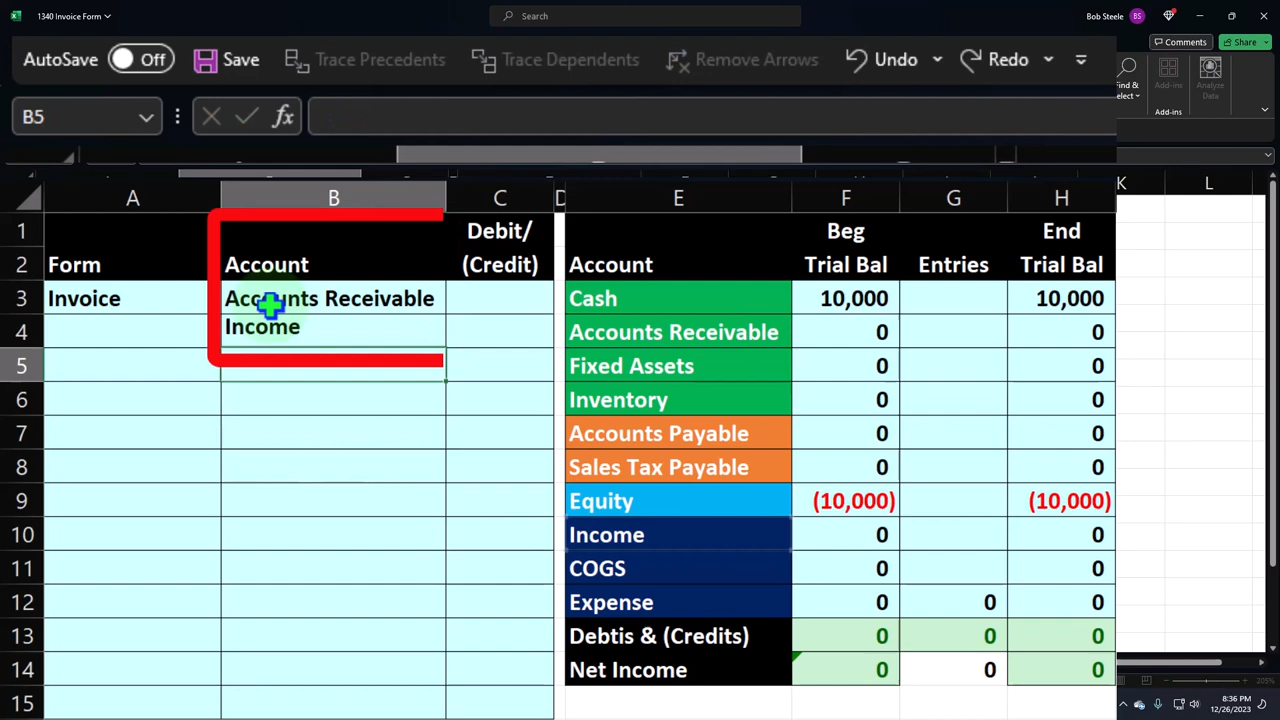 1340 Invoice Form
Search
Bob Steele
BS
Comments
Share
AutoSave
Off
Save
Trace Precedents
Trace Dependents
Remove Arrows
Undo
Redo
Find &
Select
Add-ins
Analyze
Data
Add-ins
B5
fx
A B C D E F G H K L
1 Debit/ Beg End
2 Form Account (Credit) Account Trial Bal Entries Trial Bal
3 Invoice Accounts Receivable Cash 10,000 10,000
4 Income Accounts Receivable 0 0
5 Fixed Assets 0 0
6 Inventory 0 0
7 Accounts Payable 0 0
8 Sales Tax Payable 0 0
9 Equity (10,000) (10,000)
10 Income 0 0
11 COGS 0 0
12 Expense 0 0 0
13 Debtis & (Credits) 0 0 0
14 Net Income 0 0 0
15
205%
8:36 PM
12/26/2023